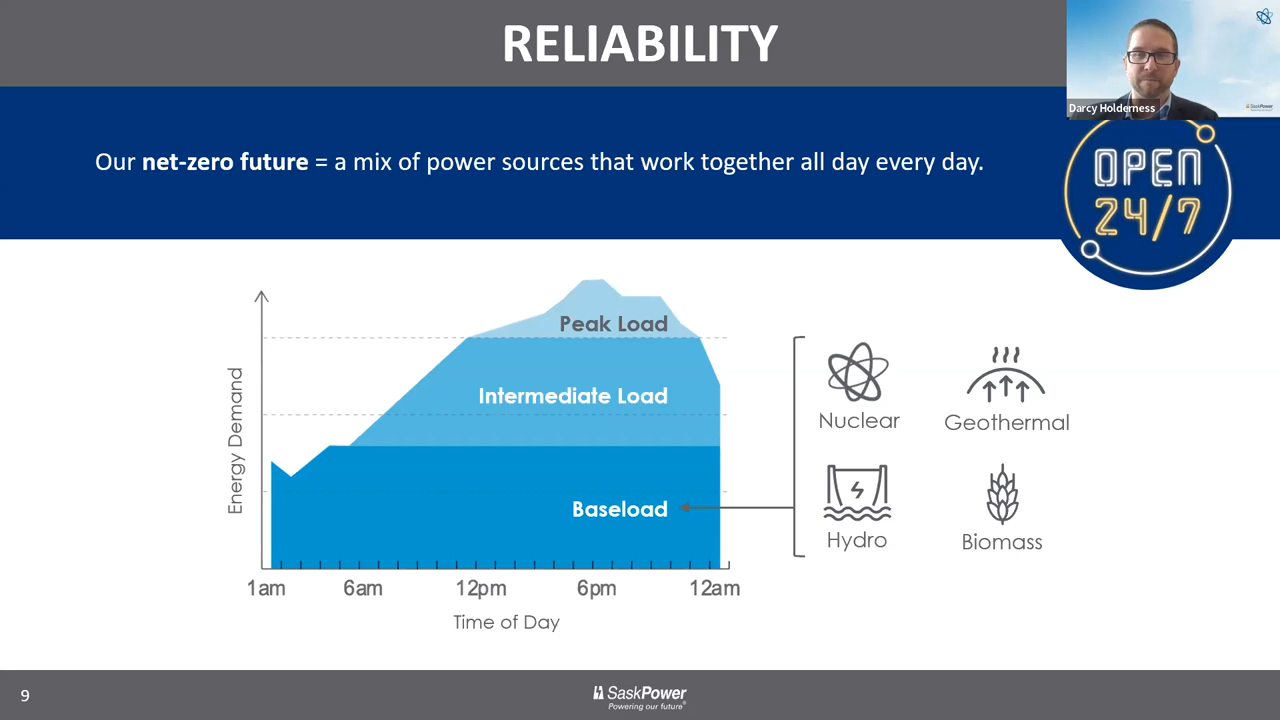 RELIABILITY
Darcy Holderness
SaskPower
Our net-zero future = a mix of power sources that work together all day every day.
OPEN
24/7
Peak Load
Intermediate Load
Baseload
Energy Demand
1am 6am 12pm 6pm 12am
Time of Day
Nuclear Geothermal
Hydro Biomass
9
SaskPower
Powering our future®